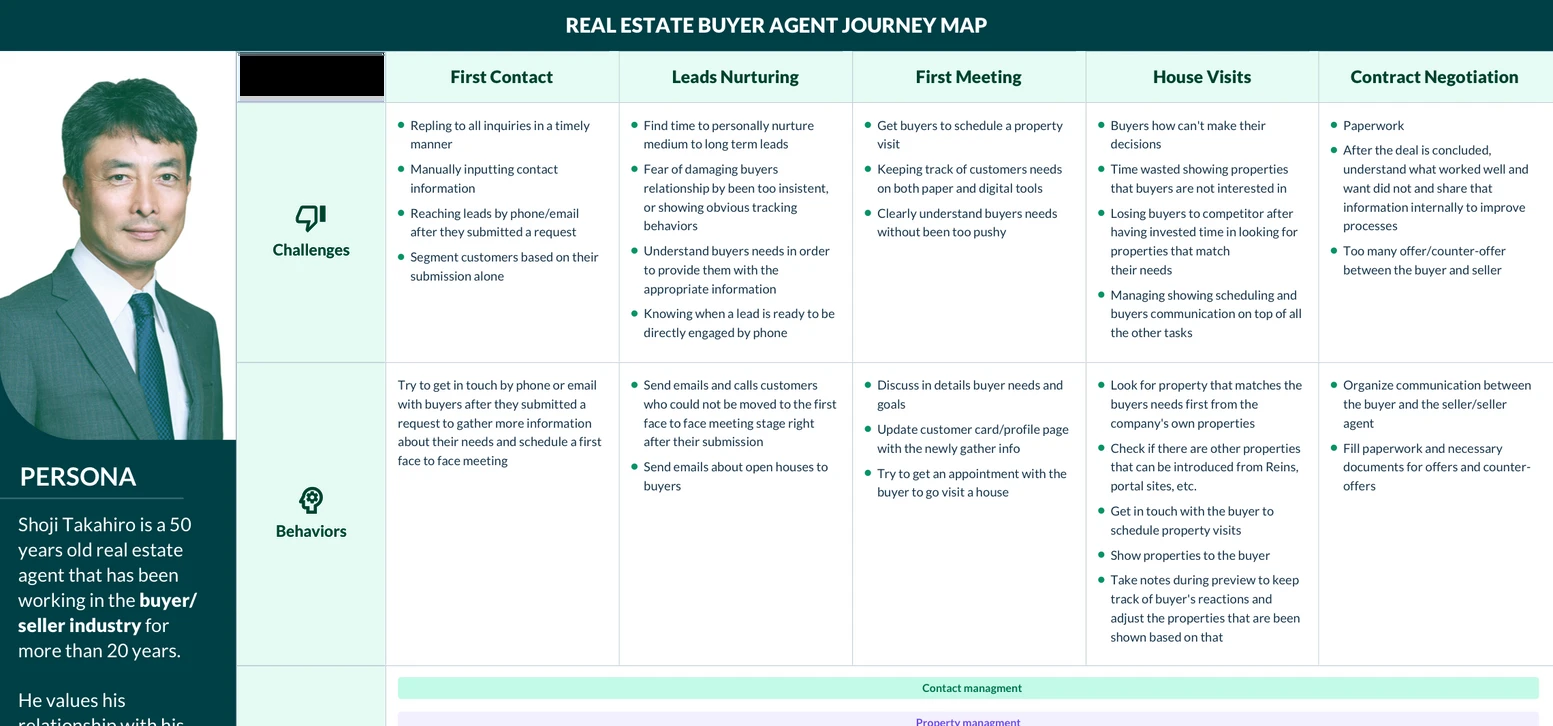 REAL ESTATE BUYER AGENT JOURNEY MAP
First Contact
Leads Nurturing
First Meeting
House Visits
Contract Negotiation
Challenges
Repling to all inquiries in a timely
manner
Manually inputting contact
information
Reaching leads by phone/email
after they submitted a request
Segment customers based on their
submission alone
Find time to personally nurture
medium to long term leads
Fear of damaging buyers
relationship by been too insistent,
or showing obvious tracking
behaviors
Understand buyers needs in order
to provide them with the
appropriate information
Knowing when a lead is ready to be
directly engaged by phone
Get buyers to schedule a property
visit
Keeping track of customers needs
on both paper and digital tools
Clearly understand buyers needs
without been too pushy
Buyers how can't make their
decisions
Time wasted showing properties
that buyers are not interested in
Losing buyers to competitor after
having invested time in looking for
properties that match
their needs
Managing showing scheduling and
buyers communication on top of all
the other tasks
Paperwork
After the deal is concluded,
understand what worked well and
want did not and share that
information internally to improve
processes
Too many offer/counter-offer
between the buyer and seller
Behaviors
Try to get in touch by phone or email
with buyers after they submitted a
request to gather more information
about their needs and schedule a first
face to face meeting
Send emails and calls customers
who could not be moved to the first
face to face meeting stage right
after their submission
Send emails about open houses to
buyers
Discuss in details buyer needs and
goals
Update customer card/profile page
with the newly gather info
Try to get an appointment with the
buyer to go visit a house
Look for property that matches the
buyers needs first from the
company's own properties
Check if there are other properties
that can be introduced from Reins,
portal sites, etc.
Get in touch with the buyer to
schedule property visits
Show properties to the buyer
Take notes during preview to keep
track of buyer's reactions and
adjust the properties that are been
shown based on that
Organize communication between
the buyer and the seller/seller
agent
Fill paperwork and necessary
documents for offers and counter-
offers
Contact managment
Property managment
PERSONA
Shoji Takahiro is a 50
years old real estate
agent that has been
working in the buyer/
seller industry for
more than 20 years.
He values his
relationship with his